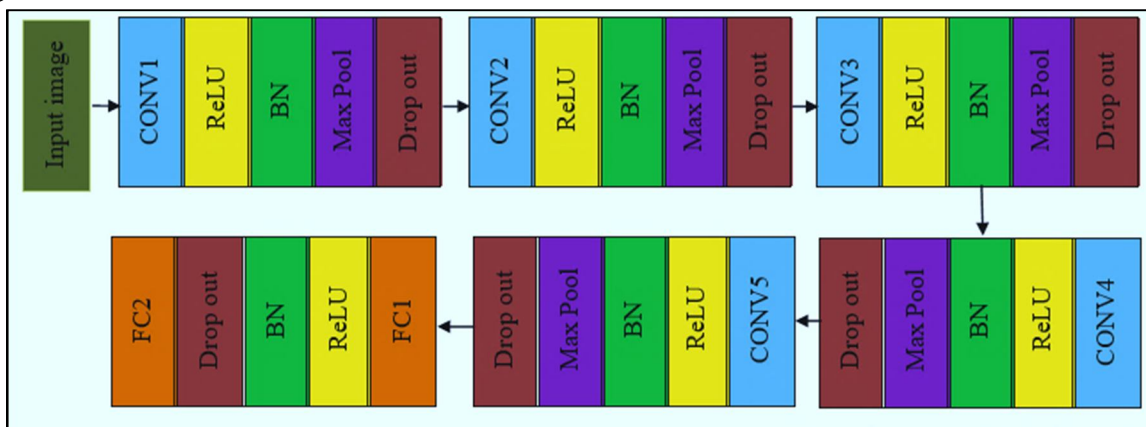 Input image
CONV1
ReLU
BN
Max Pool
Drop out
CONV2
ReLU
BN
Max Pool
Drop out
CONV3
ReLU
BN
Max Pool
Drop out
CONV4
ReLU
BN
Max Pool
Drop out
CONV5
ReLU
BN
Max Pool
Drop out
FC1
ReLU
BN
Drop out
FC2